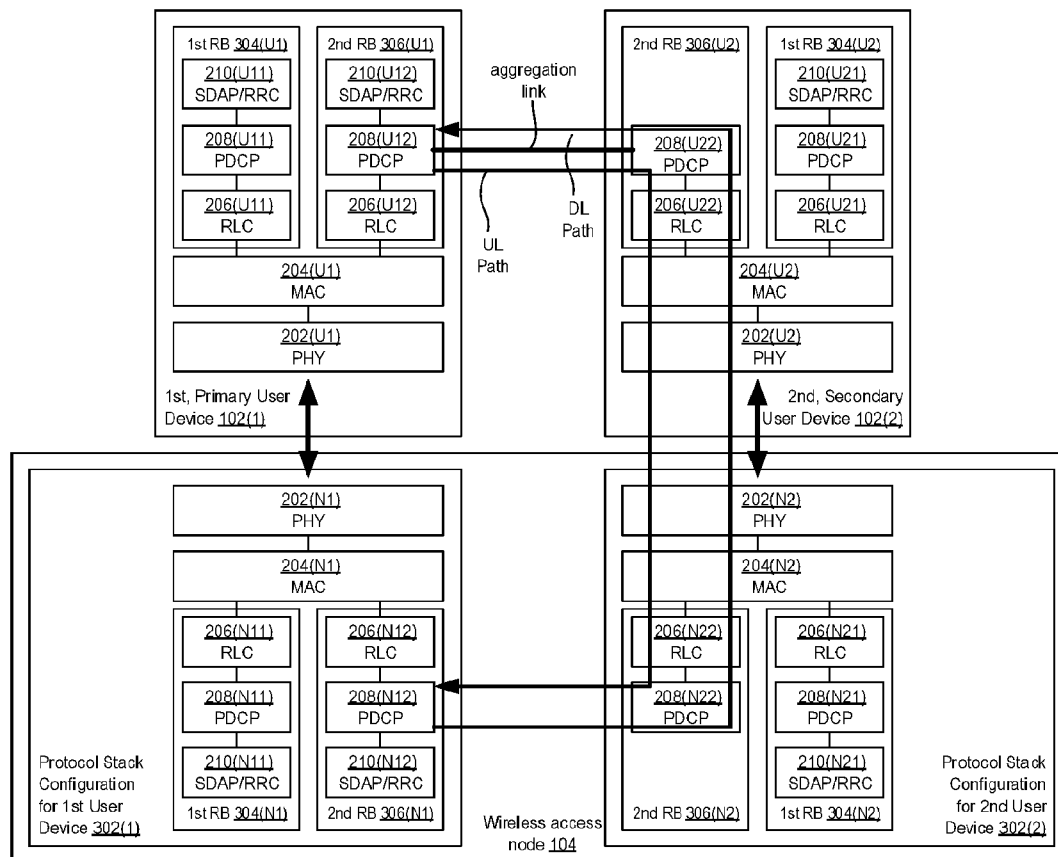 1st RB 304(U1)
210(U11)
SDAP/RRC
208(U11)
PDCP
206(U11)
RLC
2nd RB 306(U1)
210(U12)
SDAP/RRC
208(U12)
PDCP
206(U12)
RLC
204(U1)
MAC
202(U1)
PHY
1st, Primary User
Device 102(1)
aggregation
link
UL
Path
DL
Path
2nd RB 306(U2)
208(U22)
PDCP
206(U22)
RLC
1st RB 304(U2)
210(U21)
SDAP/RRC
208(U21)
PDCP
206(U21)
RLC
204(U2)
MAC
202(U2)
PHY
2nd, Secondary
User Device 102(2)
202(N1)
PHY
204(N1)
MAC
206(N11)
RLC
208(N11)
PDCP
210(N11)
SDAP/RRC
1st RB 304(N1)
206(N12)
RLC
208(N12)
PDCP
210(N12)
SDAP/RRC
2nd RB 306(N1)
Protocol Stack
Configuration
for 1st User
Device 302(1)
Wireless access
node 104
202(N2)
PHY
204(N2)
MAC
206(N22)
RLC
208(N22)
PDCP
2nd RB 306(N2)
206(N21)
RLC
208(N21)
PDCP
210(N21)
SDAP/RRC
1st RB 304(N2)
Protocol Stack
Configuration
for 2nd User
Device 302(2)